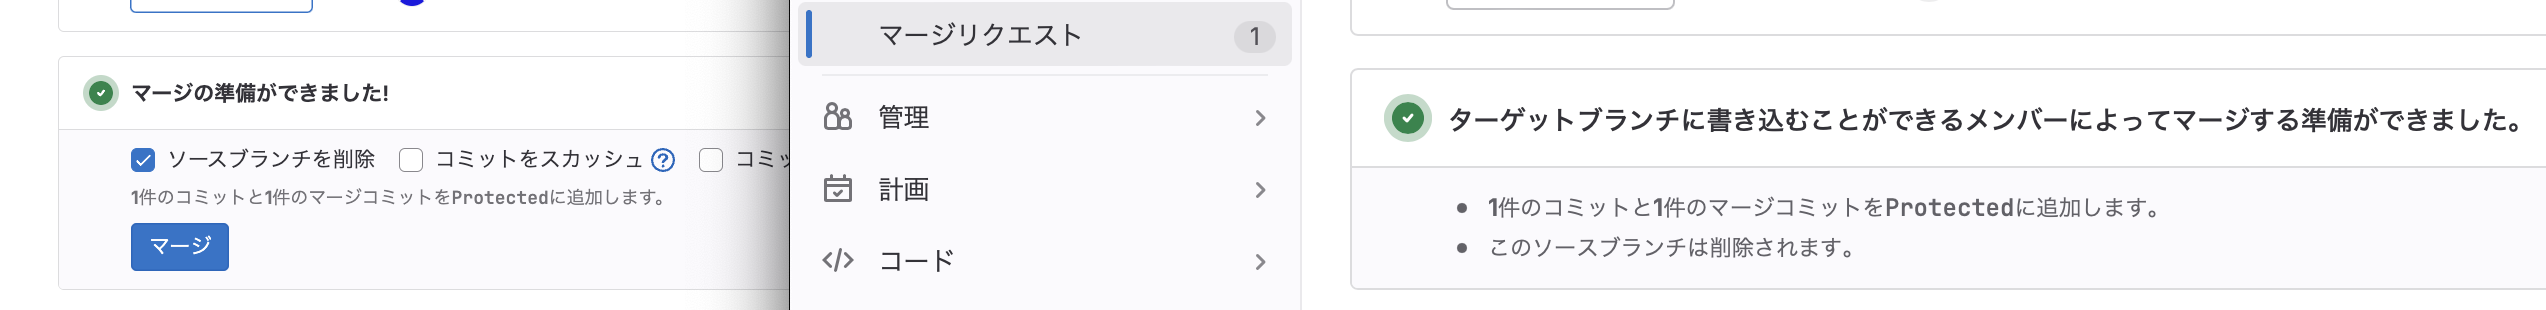 マージの準備ができました!
ソースブランチを削除 コミットをスカッシュ コミッ
1件のコミットと1件のマージコミットをProtectedに追加します。
マージ
マージリクエスト 1
管理
計画
コード
ターゲットブランチに書き込むことができるメンバーによってマージする準備ができました。
1件のコミットと1件のマージコミットをProtectedに追加します。
このソースブランチは削除されます。